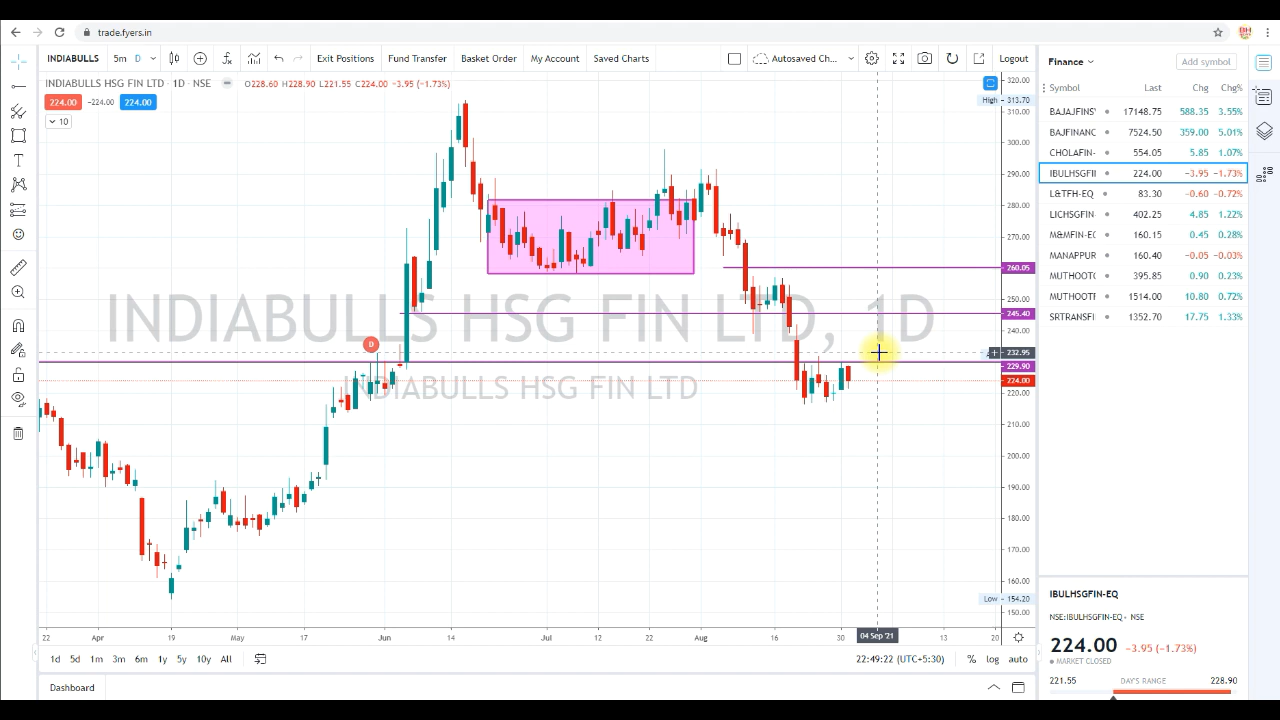 trade.fyers.in
INDIABULLS 5m D Exit Positions Fund Transfer Basket Order My Account Saved Charts Autosaved Ch... Logout
Finance Add symbol
INDIABULLS HSG FIN LTD · 1D · NSE O228.60 H228.90 L221.55 C224.00 −3.95 (−1.73%)
224.00 −224.00 224.00
10
Symbol Last Chg Chg%
BAJAJFINS 17148.75 588.35 3.55%
BAJFINANC 7524.50 359.00 5.01%
CHOLAFIN- 554.05 5.85 1.07%
IBULHSGFII 224.00 −3.95 −1.73%
L&TFH-EQ 83.30 −0.60 −0.72%
LICHSGFIN- 402.25 4.85 1.22%
M&MFIN-EC 160.15 0.45 0.28%
MANAPPUR 160.40 −0.05 −0.03%
MUTHOOTC 395.85 0.90 0.23%
MUTHOOTF 1514.00 10.80 0.72%
SRTRANSFI- 1352.70 17.75 1.33%
320.00
High 313.70
300.00
290.00
280.00
270.00
260.05
250.00
245.40
240.00
232.95
229.90
224.00
220.00
210.00
200.00
190.00
180.00
170.00
160.00
Low 154.20
150.00
INDIABULLS HSG FIN LTD, 1D
INDIABULLS HSG FIN LTD
D
22 Apr 19 May 17 Jun 14 Jul 12 22 Aug 16 30 04 Sep '21 13 20
1d 5d 1m 3m 6m 1y 5y 10y All 22:49:22 (UTC+5:30) % log auto
Dashboard
IBULHSGFIN-EQ
NSE:IBULHSGFIN-EQ · NSE
224.00 −3.95 (−1.73%)
MARKET CLOSED
221.55 DAY'S RANGE 228.90